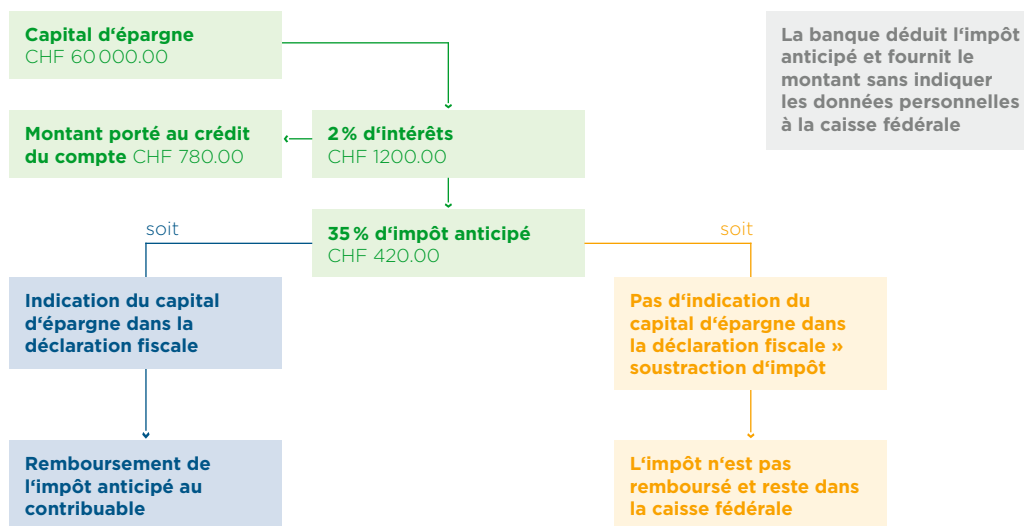 Capital d‘épargne
CHF 60 000.00
La banque déduit l‘impôt
anticipé et fournit le
montant sans indiquer
les données personnelles
à la caisse fédérale
Montant porté au crédit
du compte CHF 780.00
2 % d‘intérêts
CHF 1200.00
35 % d‘impôt anticipé
CHF 420.00
soit
soit
Indication du capital
d‘épargne dans la
déclaration fiscale
Pas d‘indication du
capital d‘épargne dans
la déclaration fiscale »
soustraction d‘impôt
Remboursement de
l‘impôt anticipé au
contribuable
L‘impôt n‘est pas
remboursé et reste dans
la caisse fédérale